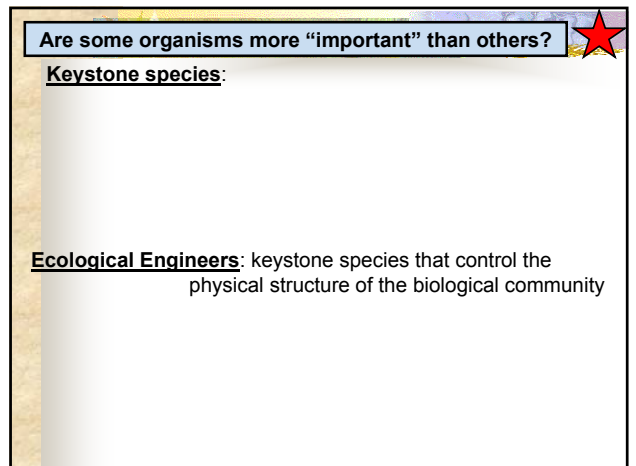 Are some organisms more “important” than others?
Keystone species:
Ecological Engineers: keystone species that control the
physical structure of the biological community